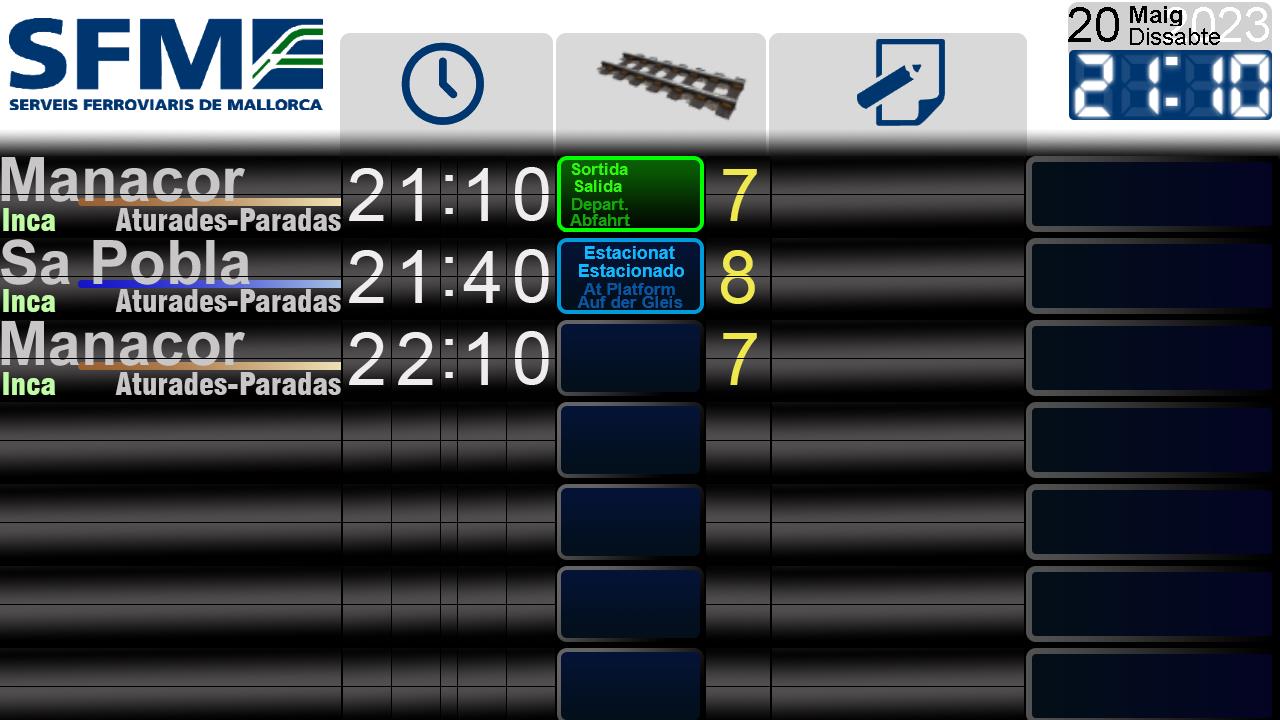 SFM
SERVEIS FERROVIARIS DE MALLORCA
20 Maig 2023
Dissabte
21:10
Manacor 21:10 Sortida 7
Salida
Depart.
Abfahrt
Inca Aturades-Paradas
Sa Pobla 21:40 Estacionat 8
Estacionado
At Platform
Auf der Gleis
Inca Aturades-Paradas
Manacor 22:10 7
Inca Aturades-Paradas